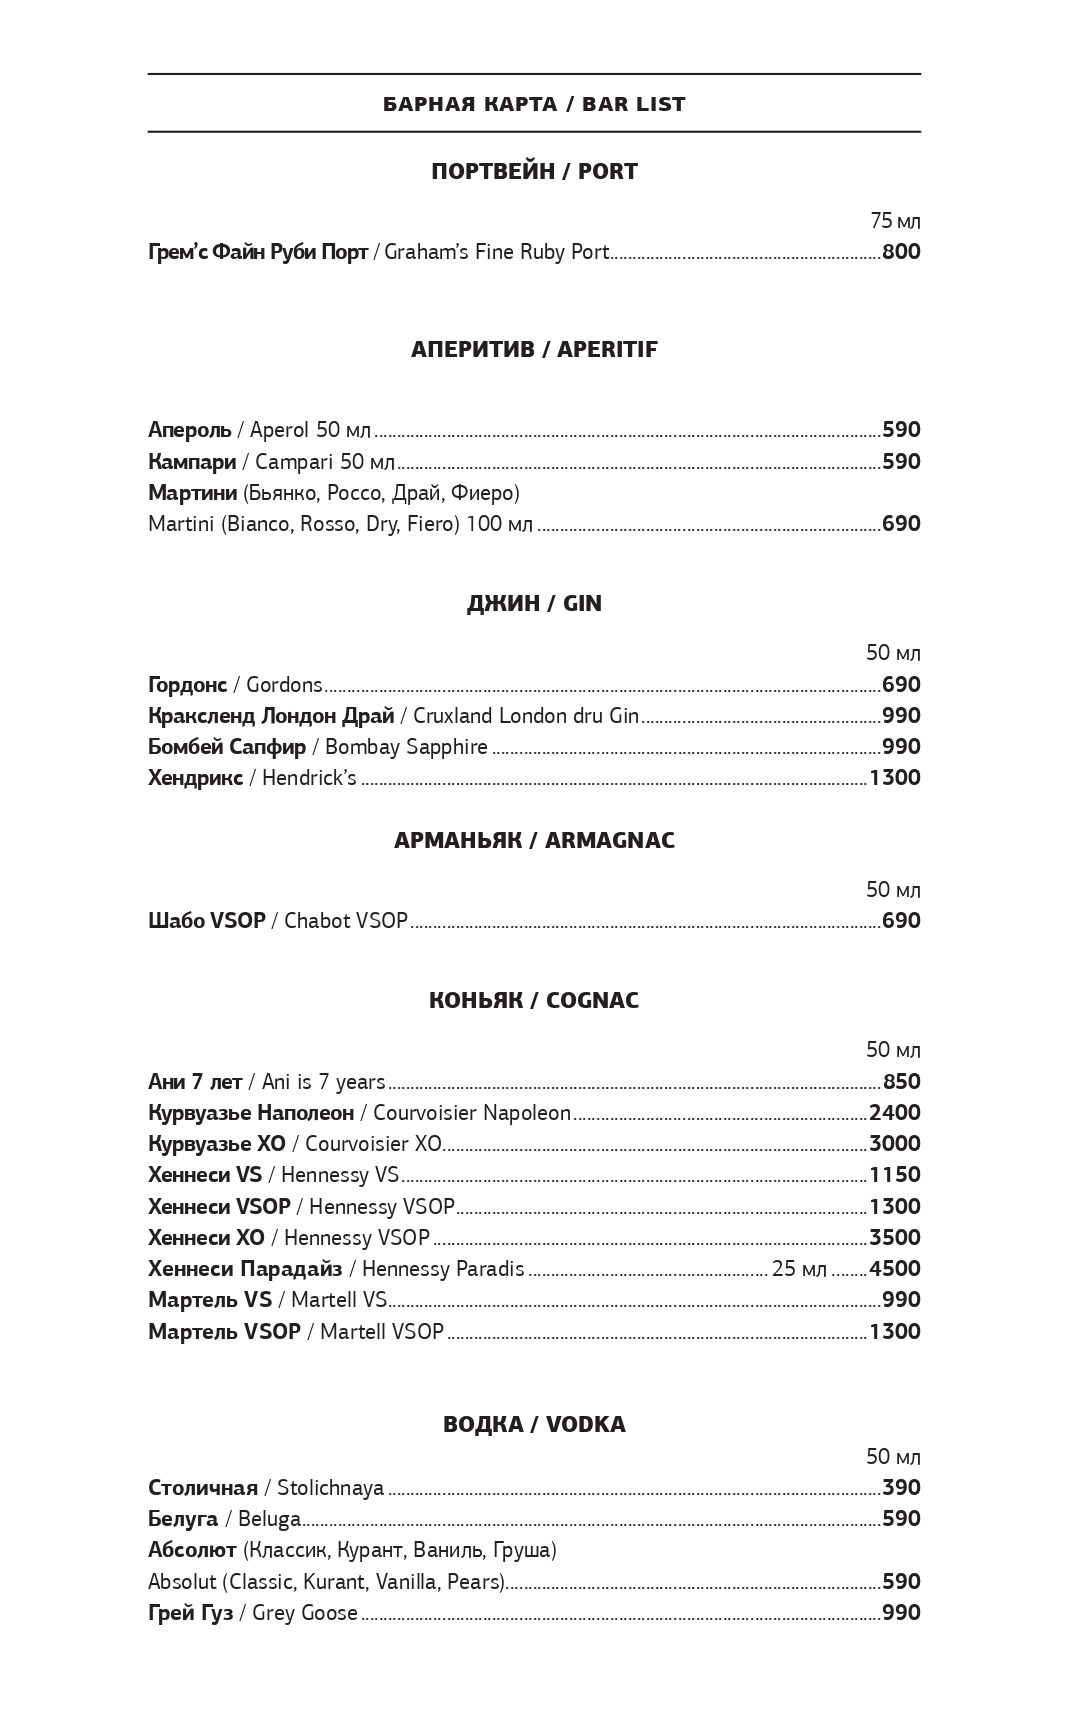 БАРНАЯ КАРТА / BAR LIST
ПОРТВЕЙН / PORT
75 мл
Грем’с Файн Руби Порт / Graham’s Fine Ruby Port 800
АПЕРИТИВ / APERITIF
Апероль / Aperol 50 мл 590
Кампари / Campari 50 мл 590
Мартини (Бьянко, Россо, Драй, Фиеро)
Martini (Bianco, Rosso, Dry, Fiero) 100 мл 690
ДЖИН / GIN
50 мл
Гордонс / Gordons 690
Краксленд Лондон Драй / Cruxland London dru Gin 990
Бомбей Сапфир / Bombay Sapphire 990
Хендрикс / Hendrick’s 1300
АРМАНЬЯК / ARMAGNAC
50 мл
Шабо VSOP / Chabot VSOP 690
КОНЬЯК / COGNAC
50 мл
Ани 7 лет / Ani is 7 years 850
Курвуазье Наполеон / Courvoisier Napoleon 2400
Курвуазье XO / Courvoisier XO 3000
Хеннеси VS / Hennessy VS 1150
Хеннеси VSOP / Hennessy VSOP 1300
Хеннеси XO / Hennessy VSOP 3500
Хеннеси Парадайз / Hennessy Paradis 25 мл 4500
Мартель VS / Martell VS 990
Мартель VSOP / Martell VSOP 1300
ВОДКА / VODKA
50 мл
Столичная / Stolichnaya 390
Белуга / Beluga 590
Абсолют (Классик, Курант, Ваниль, Груша)
Absolut (Classic, Kurant, Vanilla, Pears) 590
Грей Гуз / Grey Goose 990